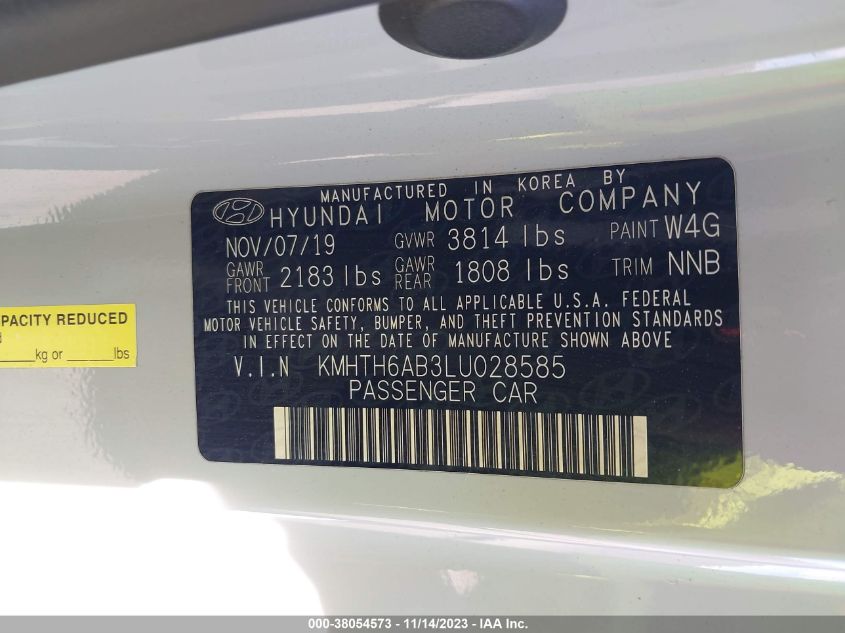 MANUFACTURED IN KOREA BY
HYUNDAI MOTOR COMPANY
NOV/07/19 GVWR 3814 lbs PAINT W4G
GAWR FRONT 2183 lbs GAWR REAR 1808 lbs TRIM NNB
THIS VEHICLE CONFORMS TO ALL APPLICABLE U.S.A. FEDERAL
MOTOR VEHICLE SAFETY, BUMPER, AND THEFT PREVENTION STANDARDS
IN EFFECT ON THE DATE OF MANUFACTURE SHOWN ABOVE
V.I.N KMHTH6AB3LU028585
PASSENGER CAR
PACITY REDUCED
kg or lbs
000-38054573 - 11/14/2023 - IAA Inc.